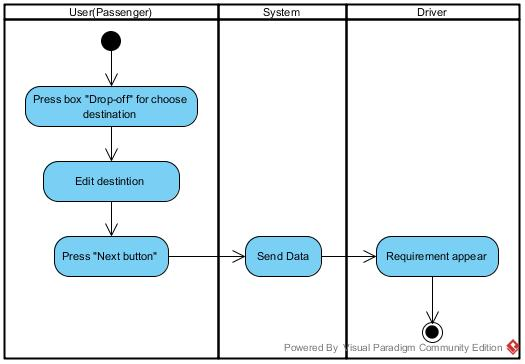 User(Passenger)
System
Driver
Press box "Drop-off" for choose
destination
Edit destintion
Press "Next button"
Send Data
Requirement appear
Powered By Visual Paradigm Community Edition